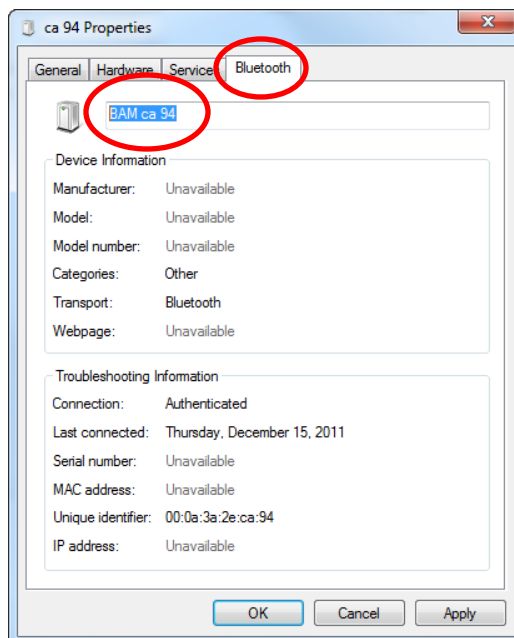 ca 94 Properties
General Hardware Services Bluetooth
BAM ca 94
Device Information
Manufacturer: Unavailable
Model: Unavailable
Model number: Unavailable
Categories: Other
Transport: Bluetooth
Webpage: Unavailable
Troubleshooting Information
Connection: Authenticated
Last connected: Thursday, December 15, 2011
Serial number: Unavailable
MAC address: Unavailable
Unique identifier: 00:0a:3a:2e:ca:94
IP address: Unavailable
OK Cancel Apply